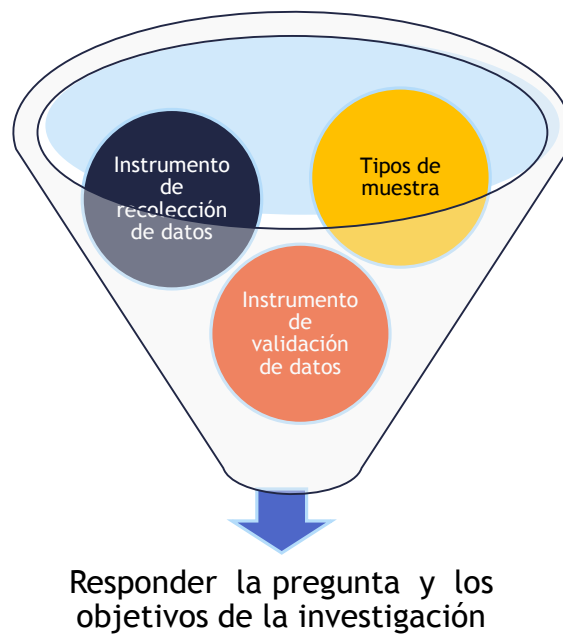 Instrumento
de
recolección
de datos
Tipos de
muestra
Instrumento
de
validación
de datos
Responder la pregunta y los
objetivos de la investigación